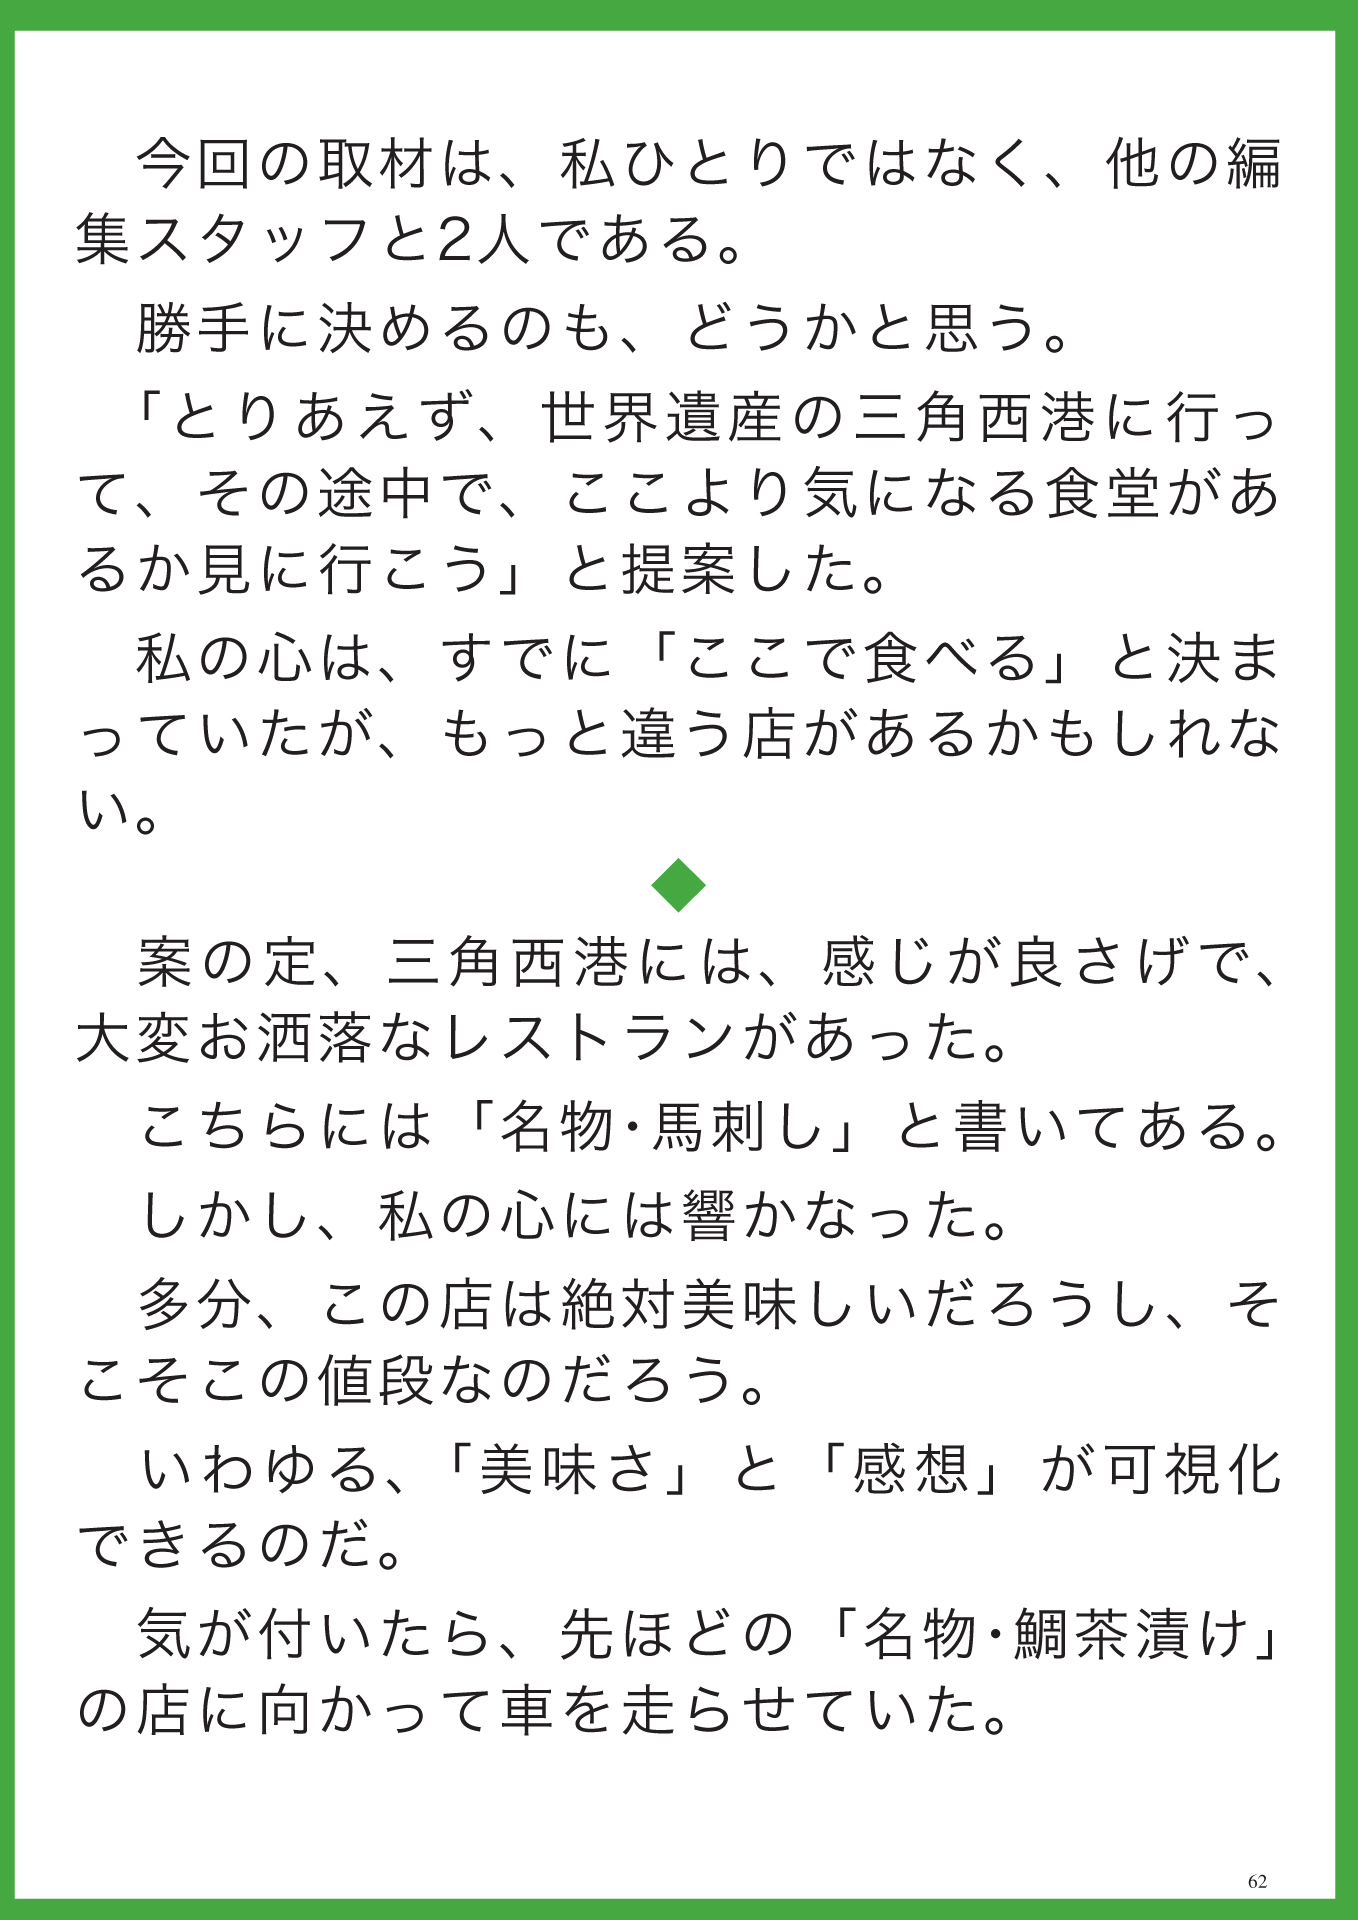 今回の取材は、私ひとりではなく、他の編
集スタッフと2人である。
　勝手に決めるのも、どうかと思う。
　「とりあえず、世界遺産の三角西港に行っ
て、その途中で、ここより気になる食堂があ
るか見に行こう」と提案した。
　私の心は、すでに「ここで食べる」と決ま
っていたが、もっと違う店があるかもしれな
い。
◆
　案の定、三角西港には、感じが良さげで、
大変お洒落なレストランがあった。
　こちらには「名物･馬刺し」と書いてある。
　しかし、私の心には響かなった。
　多分、この店は絶対美味しいだろうし、そ
こそこの値段なのだろう。
　いわゆる、「美味さ」と「感想」が可視化
できるのだ。
　気が付いたら、先ほどの「名物･鯛茶漬け」
の店に向かって車を走らせていた。
62